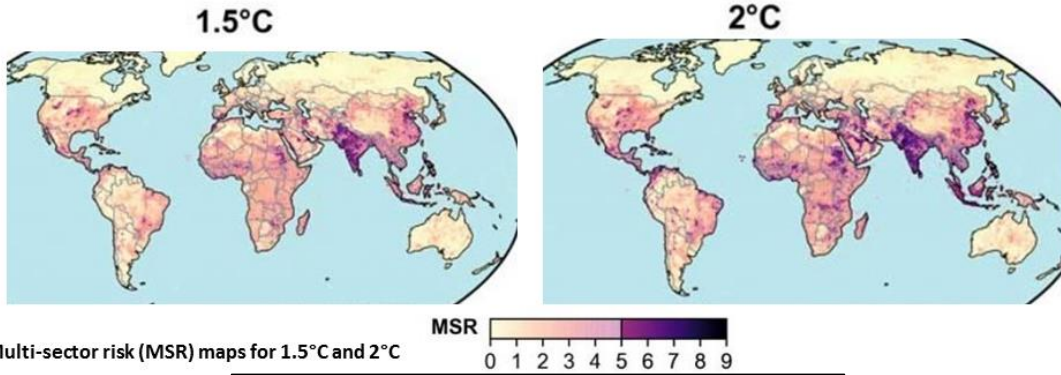 1.5°C
2°C
MSR
0 1 2 3 4 5 6 7 8 9
ulti-sector risk (MSR) maps for 1.5°C and 2°C